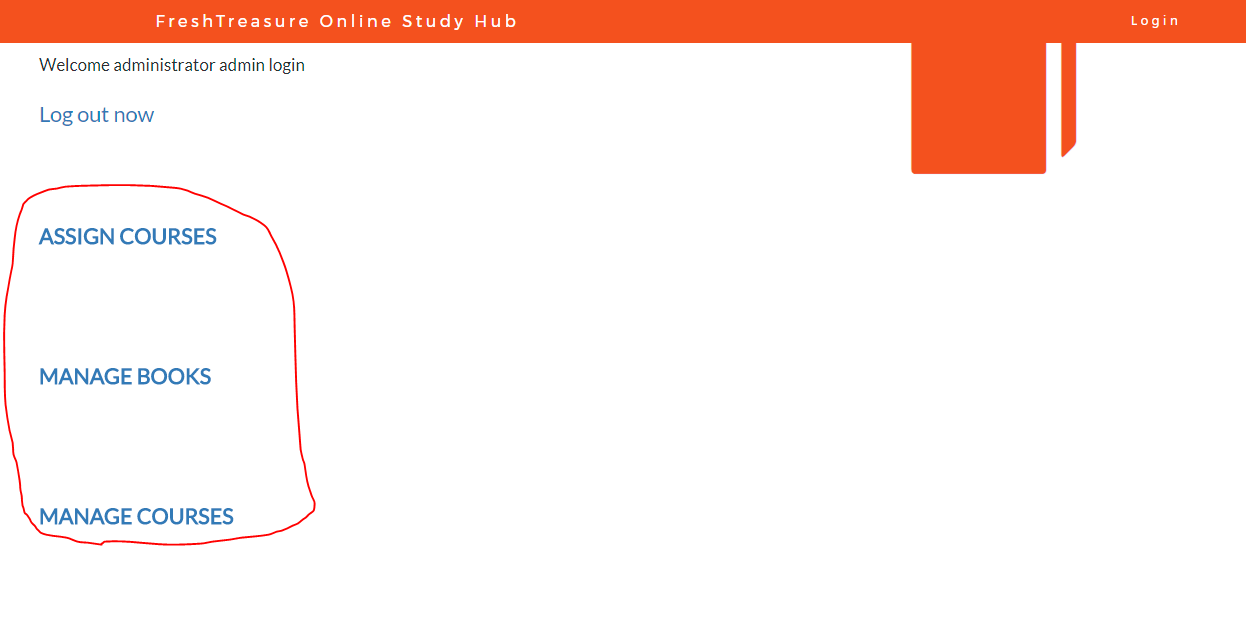 FreshTreasure Online Study Hub
Login
Welcome administrator admin login
Log out now
ASSIGN COURSES
MANAGE BOOKS
MANAGE COURSES